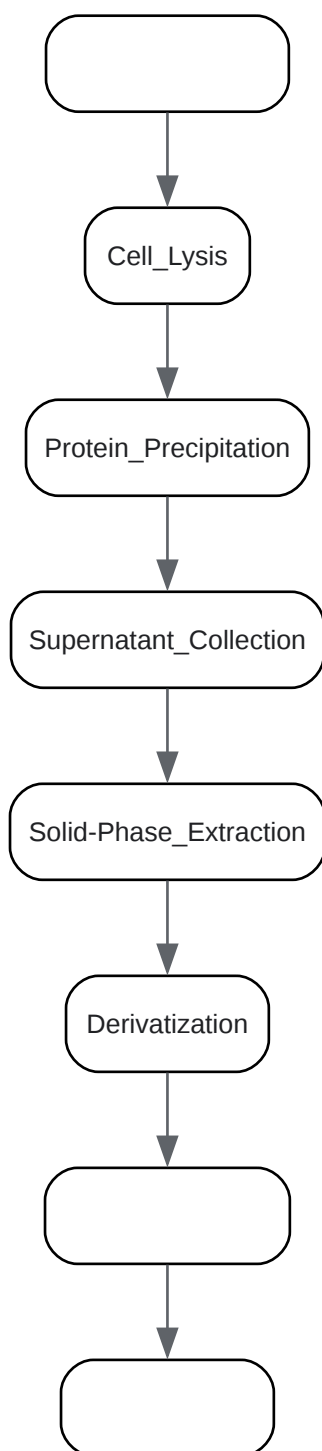 Cell_Lysis
Protein_Precipitation
Supernatant_Collection
Solid-Phase_Extraction
Derivatization